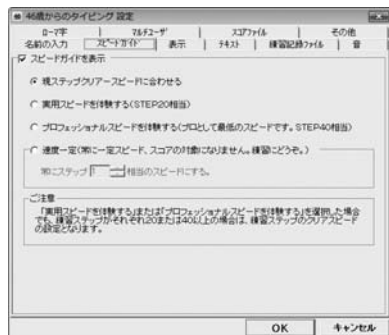 46歳からのタイピング 設定
ローマ字 マルチユーザ スコアファイル その他
名前の入力 スピードガイド 表示 テキスト 練習記録ファイル 音
スピードガイドを表示
現ステップクリアースピードに合わせる
実用スピードを体験する(STEP20相当)
プロフェッショナルスピードを体験する(プロとして最低のスピードです。STEP40相当)
速度一定(常に一定スピード、スコアの対象になりません。練習にどうぞ。)
常にステップ 1 相当のスピードにする。
ご注意
「実用スピードを体験する」または「プロフェッショナルスピードを体験する」を選択した場合
でも、練習ステップがそれぞれ20または40以上の場合は、練習ステップのクリアスピード
の設定となります。
OK キャンセル